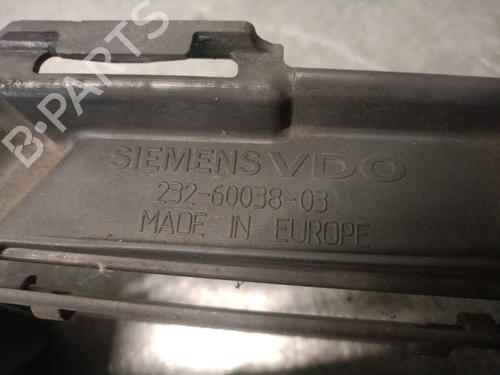 B-PARTS
SIEMENS VDO
232-60038-03
MADE IN EUROPE